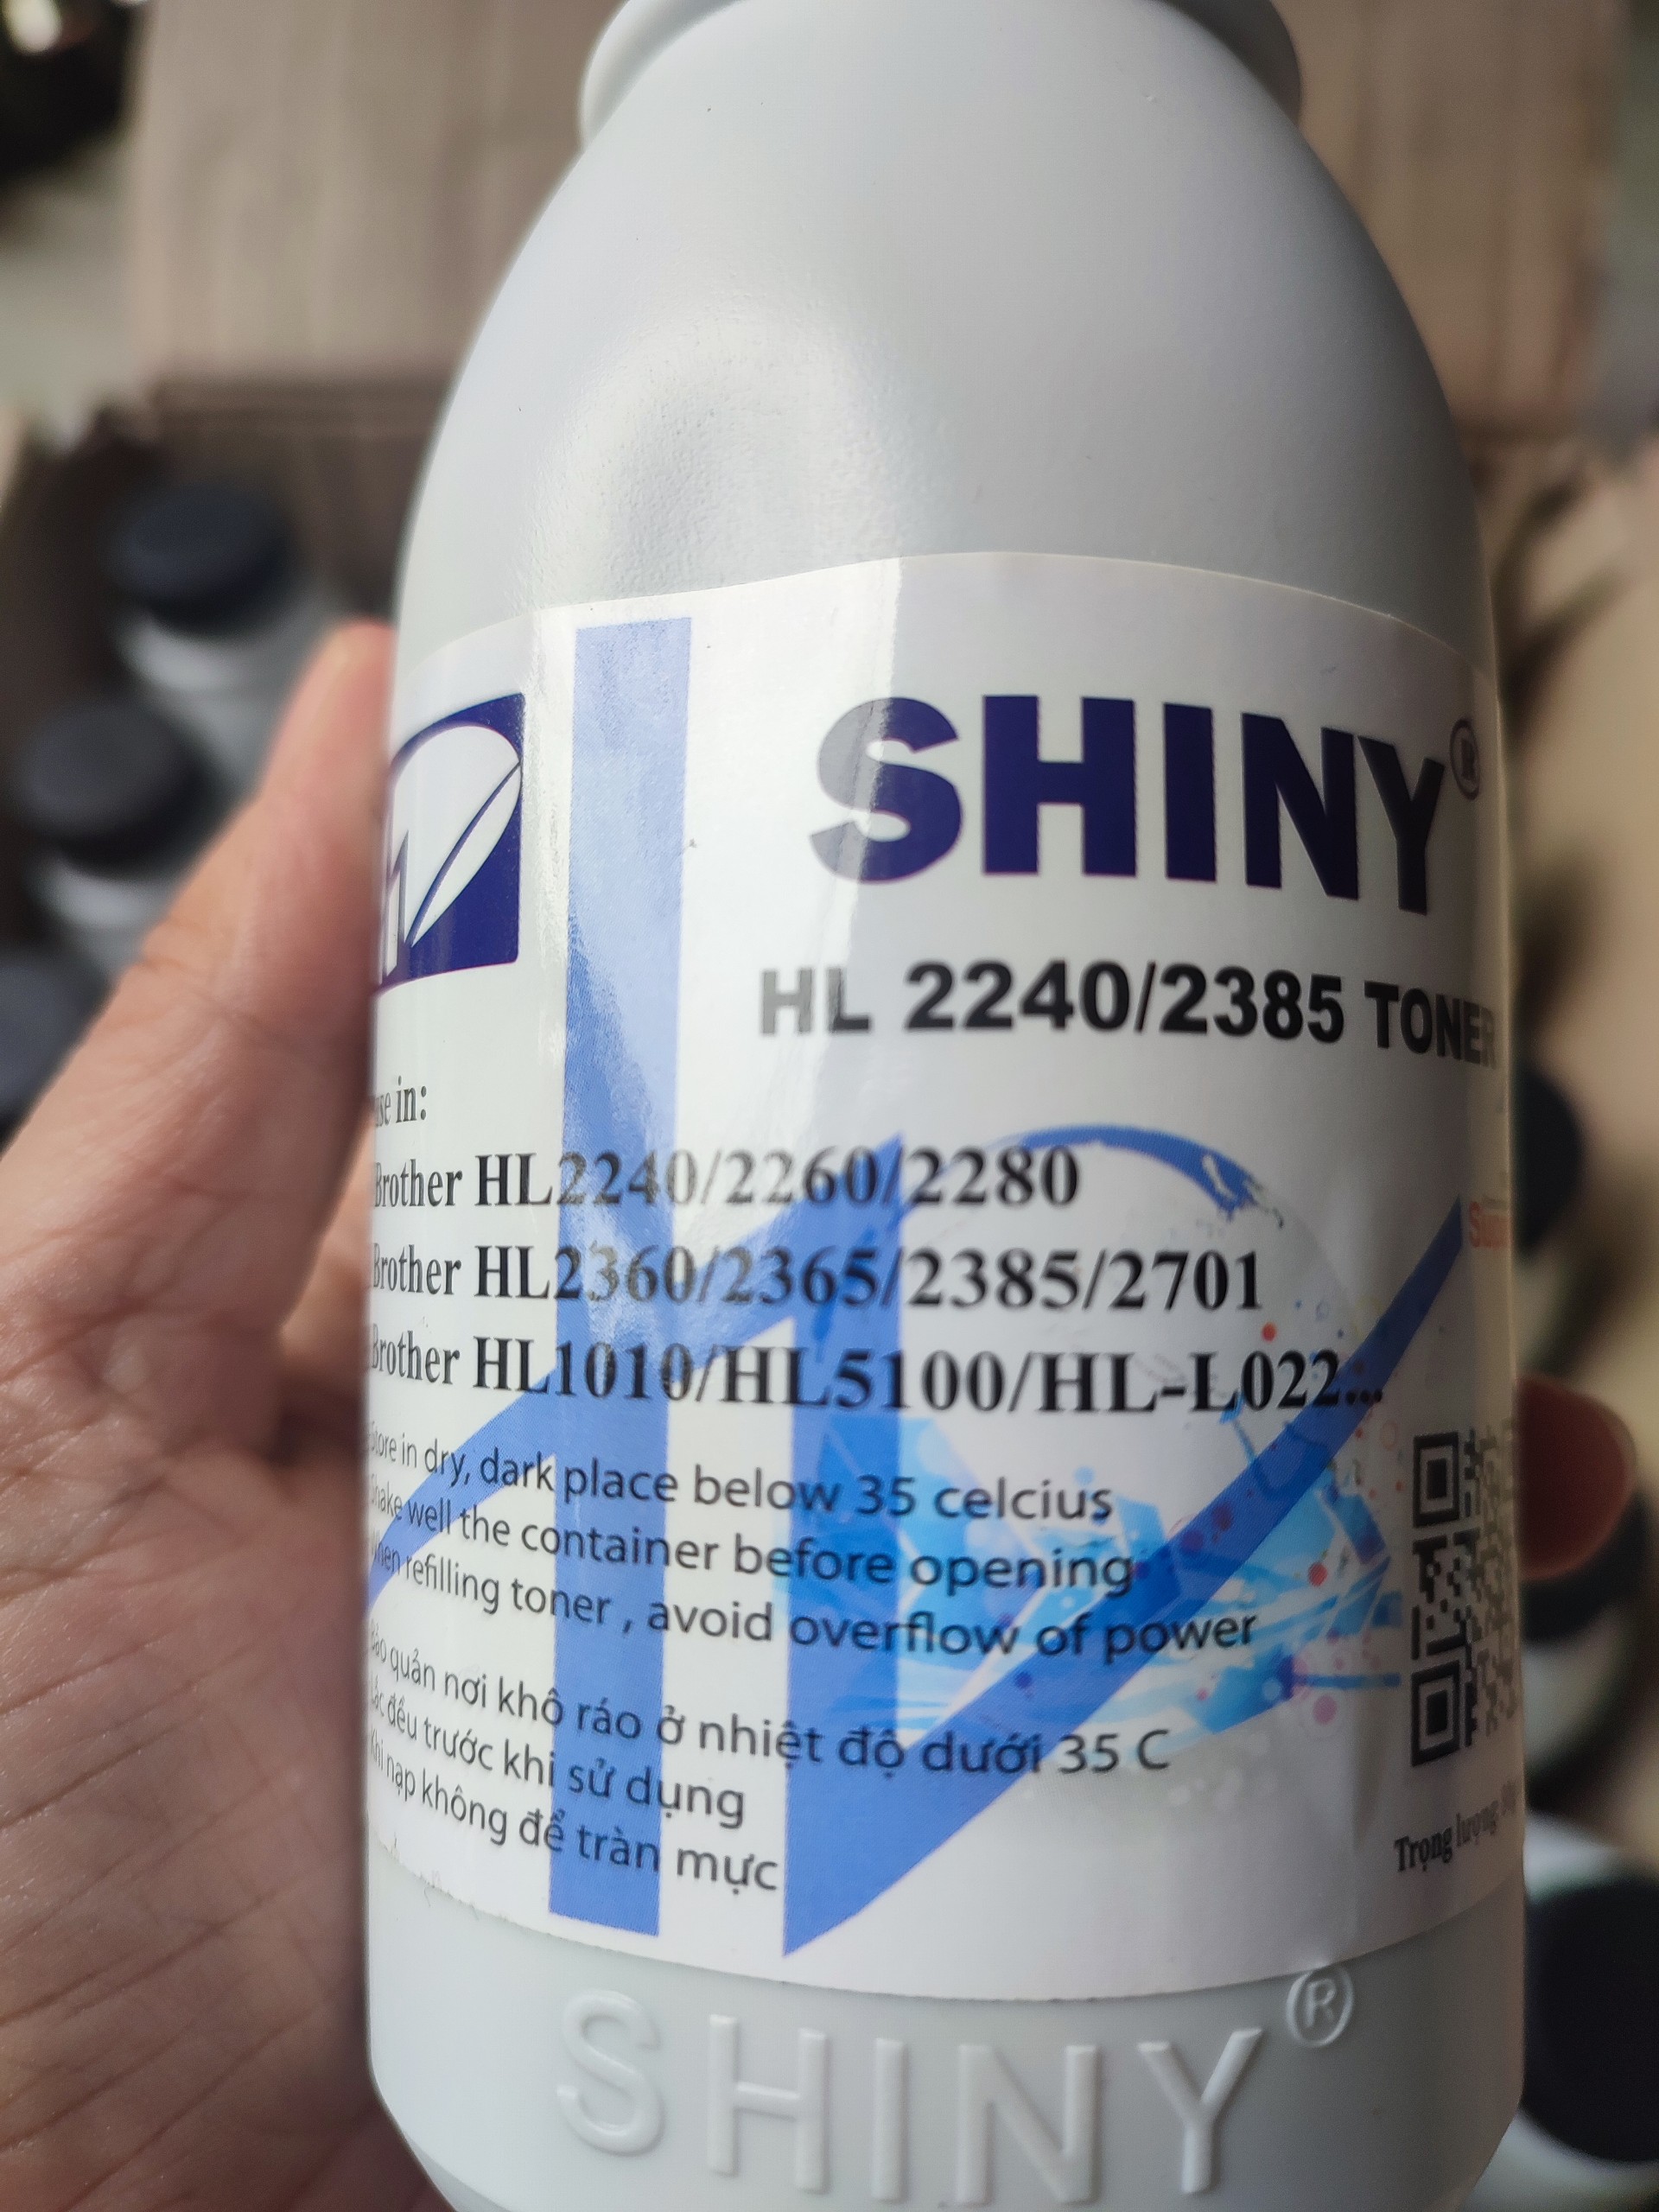 SHINY®
HL 2240/2385 TONER
use in:
Brother HL2240/2260/2280
Brother HL2360/2365/2385/2701
Brother HL1010/HL5100/HL-L022...
Store in dry, dark place below 35 celcius
Shake well the container before opening
When refilling toner , avoid overflow of power
Bảo quản nơi khô ráo ở nhiệt độ dưới 35 C
Lắc đều trước khi sử dụng
Khi nạp không để tràn mực
Trọng lượng:
SHINY®